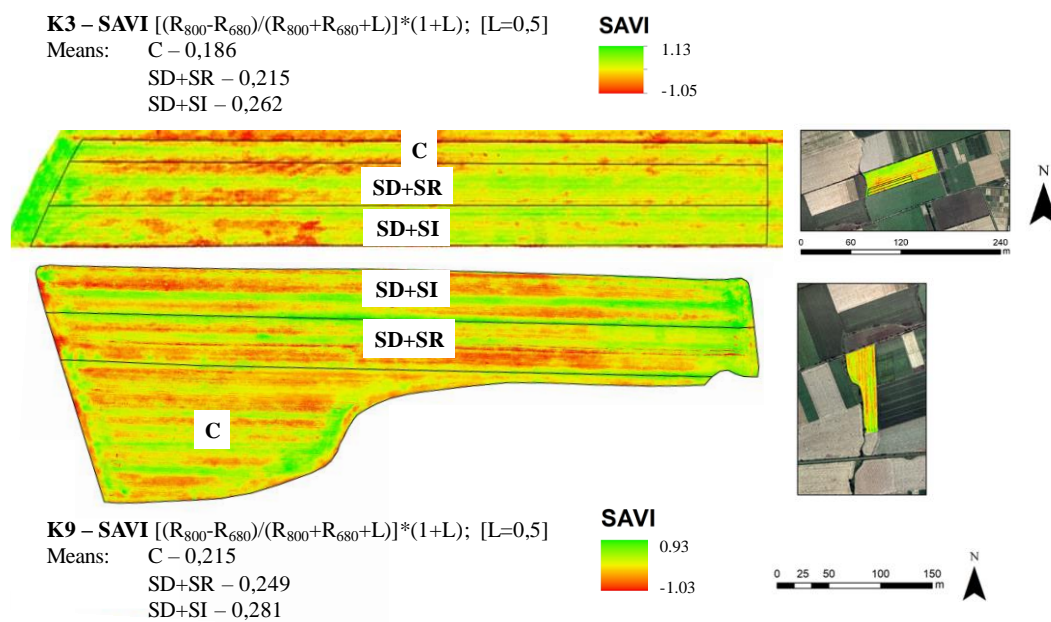 K3 – SAVI [(R₈₀₀-R₆₈₀)/(R₈₀₀+R₆₈₀+L)]*(1+L); [L=0,5]
Means: C – 0,186
SD+SR – 0,215
SD+SI – 0,262
SAVI
1.13
-1.05
C
SD+SR
SD+SI
N
0 60 120 240
m
SD+SI
SD+SR
C
K9 – SAVI [(R₈₀₀-R₆₈₀)/(R₈₀₀+R₆₈₀+L)]*(1+L); [L=0,5]
Means: C – 0,215
SD+SR – 0,249
SD+SI – 0,281
SAVI
0.93
-1.03
0 25 50 100 150
m
N